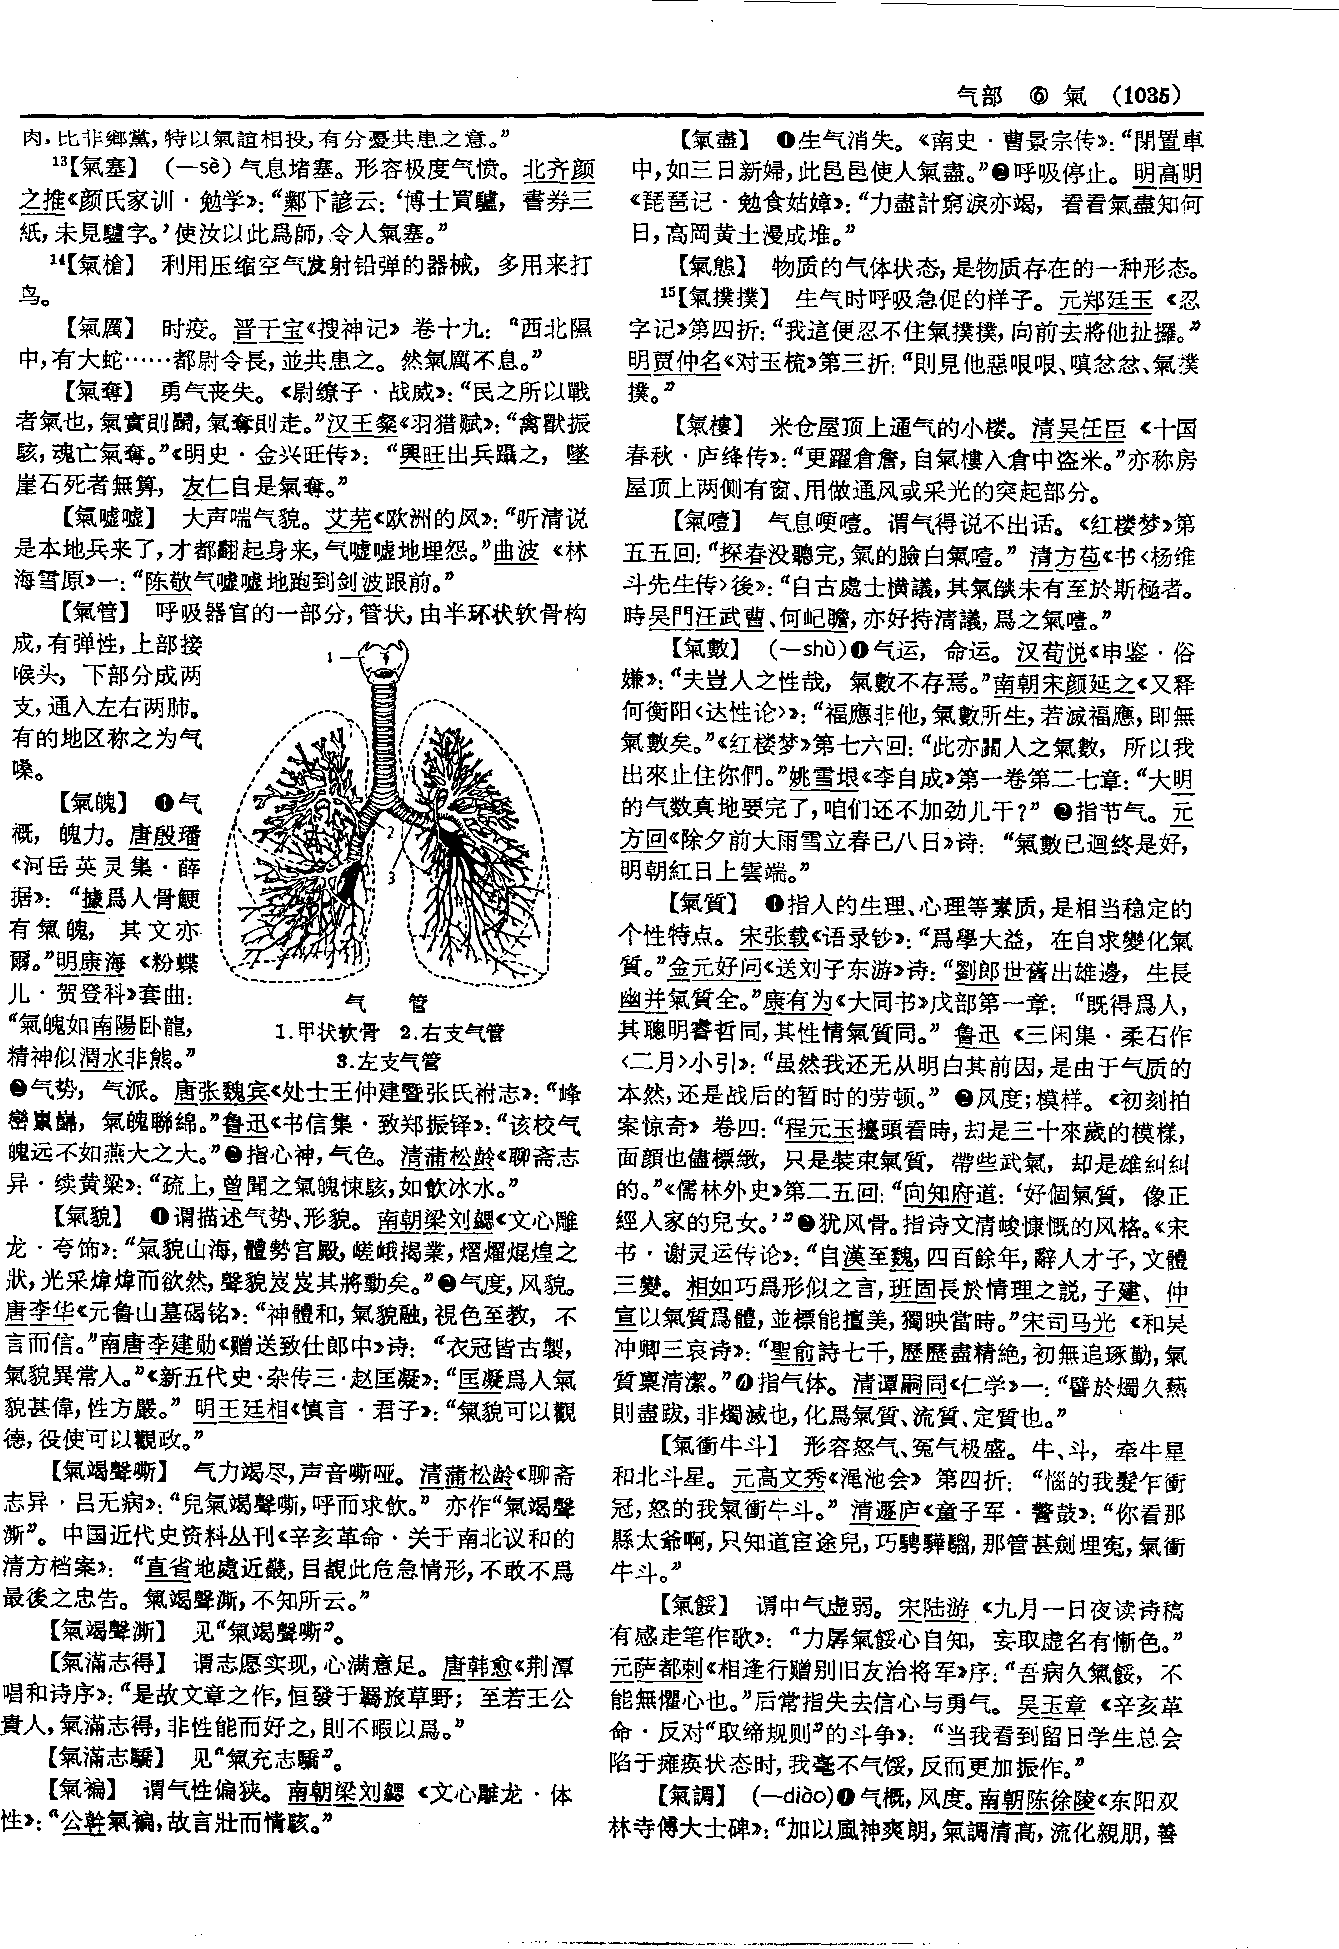 气部 ⑥ 氣 (1035)
肉，比非鄉黨，特以氣誼相投，有分憂共患之意。”
¹³【氣塞】 (—sè) 气息堵塞。形容极度气愤。北齐颜
之推《颜氏家训·勉学》：“鄴下諺云：‘博士買驢，書券三
紙，未見驢字。’使汝以此爲師，令人氣塞。”
¹⁴【氣槍】 利用压缩空气发射铅弹的器械，多用来打
鸟。
【氣厲】 时疫。晋干宝《搜神记》卷十九：“西北隰
中，有大蛇……都尉令長，並共患之。然氣厲不息。”
【氣奪】 勇气丧失。《尉缭子·战威》：“民之所以戰
者氣也，氣實則鬭，氣奪則走。”汉王粲《羽猎赋》：“禽獸振
駭，魂亡氣奪。”《明史·金兴旺传》：“興旺出兵躡之，墜
崖石死者無算，友仁自是氣奪。”
【氣噓噓】 大声喘气貌。艾芜《欧洲的风》：“听清说
是本地兵来了，才都翻起身来，气嘘嘘地埋怨。”曲波《林
海雪原》一：“陈敬气嘘嘘地跑到剑波跟前。”
【氣管】 呼吸器官的一部分，管状，由半环状软骨构
成，有弹性，上部接
喉头，下部分成两
支，通入左右两肺。
有的地区称之为气
嗓。
1
2
3
气 管
1.甲状软骨 2.右支气管
3.左支气管
【氣魄】 ❶气
概，魄力。唐殷璠
《河岳英灵集·薛
据》：“據爲人骨鯁
有氣魄，其文亦
爾。”明康海《粉蝶
儿·贺登科》套曲：
“氣魄如南陽卧龍，
精神似渭水非熊。”
❷气势，气派。唐张魏宾《处士王仲建暨张氏祔志》：“峰
巒，氣魄聯綿。”鲁迅《书信集·致郑振铎》：“该校气
魄远不如燕大之大。”❸指心神，气色。清蒲松龄《聊斋志
异·续黄粱》：“疏上，曾聞之氣魄悚駭，如飲冰水。”
【氣貌】 ❶谓描述气势、形貌。南朝梁刘勰《文心雕
龙·夸饰》：“氣貌山海，體勢宫殿，嵯峨揭業，熠燿焜煌之
狀，光采煒煒而欲然，聲貌岌岌其將動矣。”❷气度，风貌。
唐李华《元鲁山墓碣铭》：“神體和，氣貌融，視色至教，不
言而信。”南唐李建勋《赠送致仕郎中》诗：“衣冠皆古製，
氣貌異常人。”《新五代史·杂传三·赵匡凝》：“匡凝爲人氣
貌甚偉，性方嚴。”明王廷相《慎言·君子》：“氣貌可以觀
德，役使可以觀政。”
【氣竭聲嘶】 气力竭尽，声音嘶哑。清蒲松龄《聊斋
志异·吕无病》：“兒氣竭聲嘶，呼而求飲。”亦作“氣竭聲
澌”。中国近代史资料丛刊《辛亥革命·关于南北议和的
清方档案》：“直省地處近畿，目覩此危急情形，不敢不爲
最後之忠告。氣竭聲澌，不知所云。”
【氣竭聲澌】 见“氣竭聲嘶”。
【氣滿志得】 谓志愿实现，心满意足。唐韩愈《荆潭
唱和诗序》：“是故文章之作，恒發于羇旅草野；至若王公
貴人，氣滿志得，非性能而好之，則不暇以爲。”
【氣滿志驕】 见“氣充志驕”。
【氣褊】 谓气性偏狭。南朝梁刘勰《文心雕龙·体
性》：“公幹氣褊，故言壯而情駭。”
【氣盡】 ❶生气消失。《南史·曹景宗传》：“閉置車
中，如三日新婦，此邑邑使人氣盡。”❷呼吸停止。明高明
《琵琶记·勉食姑嫜》：“力盡計窮淚亦竭，看看氣盡知何
日，高岡黄土漫成堆。”
【氣態】 物质的气体状态，是物质存在的一种形态。
¹⁵【氣撲撲】 生气时呼吸急促的样子。元郑廷玉《忍
字记》第四折：“我這便忍不住氣撲撲，向前去將他扯攞。”
明贾仲名《对玉梳》第三折：“則見他惡哏哏、嗔忿忿、氣撲
撲。”
【氣樓】 米仓屋顶上通气的小楼。清吴任臣《十国
春秋·庐绛传》：“更躍倉詹，自氣樓入倉中盗米。”亦称房
屋顶上两侧有窗、用做通风或采光的突起部分。
【氣噎】 气息哽噎。谓气得说不出话。《红楼梦》第
五五回：“探春没聽完，氣的臉白氣噎。”清方苞《书〈杨维
斗先生传〉後》：“自古處士横議，其氣燄未有至於斯極者。
時吴門汪武曹、何屺瞻，亦好持清議，爲之氣噎。”
【氣數】 (—shù)❶气运，命运。汉荀悦《申鉴·俗
嫌》：“夫豈人之性哉，氣數不存焉。”南朝宋颜延之《又释
何衡阳〈达性论〉》：“福應非他，氣數所生，若滅福應，即無
氣數矣。”《红楼梦》第七六回：“此亦關人之氣數，所以我
出來止住你們。”姚雪垠《李自成》第一卷第二七章：“大明
的气数真地要完了，咱们还不加劲儿干？”❷指节气。元
方回《除夕前大雨雪立春已八日》诗：“氣數已迴終是好，
明朝紅日上雲端。”
【氣質】 ❶指人的生理、心理等素质，是相当稳定的
个性特点。宋张载《语录钞》：“爲學大益，在自求變化氣
質。”金元好问《送刘子东游》诗：“劉郎世舊出雄邊，生長
幽并氣質全。”康有为《大同书》戊部第一章：“既得爲人，
其聰明睿哲同，其性情氣質同。”鲁迅《三闲集·柔石作
〈二月〉小引》：“虽然我还无从明白其前因，是由于气质的
本然，还是战后的暂时的劳顿。”❷风度；模样。《初刻拍
案惊奇》卷四：“程元玉擡頭看時，却是三十來歲的模樣，
面顔也儘標緻，只是裝束氣質，帶些武氣，却是雄糾糾
的。”《儒林外史》第二五回：“向知府道：‘好個氣質，像正
經人家的兒女。’”❸犹风骨。指诗文清峻慷慨的风格。《宋
书·谢灵运传论》：“自漢至魏，四百餘年，辭人才子，文體
三變。相如巧爲形似之言，班固長於情理之説，子建、仲
宣以氣質爲體，並標能擅美，獨映當時。”宋司马光《和吴
冲卿三哀诗》：“聖俞詩七千，歷歷盡精絶，初無追琢勤，氣
質禀清潔。”❹指气体。清谭嗣同《仁学》一：“譬於燭久爇
則盡跋，非燭滅也，化爲氣質、流質、定質也。”
【氣衝牛斗】 形容怒气、冤气极盛。牛、斗，牵牛星
和北斗星。元高文秀《渑池会》第四折：“惱的我髮乍衝
冠，怒的我氣衝牛斗。”清遯庐《童子军·警鼓》：“你看那
縣太爺啊，只知道宦途兒，巧騁驊騮，那管甚劍埋寃，氣衝
牛斗。”
【氣餒】 谓中气虚弱。宋陆游《九月一日夜读诗稿
有感走笔作歌》：“力孱氣餒心自知，妄取虚名有慚色。”
元萨都剌《相逢行赠别旧友治将军》序：“吾病久氣餒，不
能無懼心也。”后常指失去信心与勇气。吴玉章《辛亥革
命·反对“取缔规则”的斗争》：“当我看到留日学生总会
陷于瘫痪状态时，我毫不气馁，反而更加振作。”
【氣調】 (—diào)❶气概，风度。南朝陈徐陵《东阳双
林寺傅大士碑》：“加以風神爽朗，氣調清高，流化親朋，善